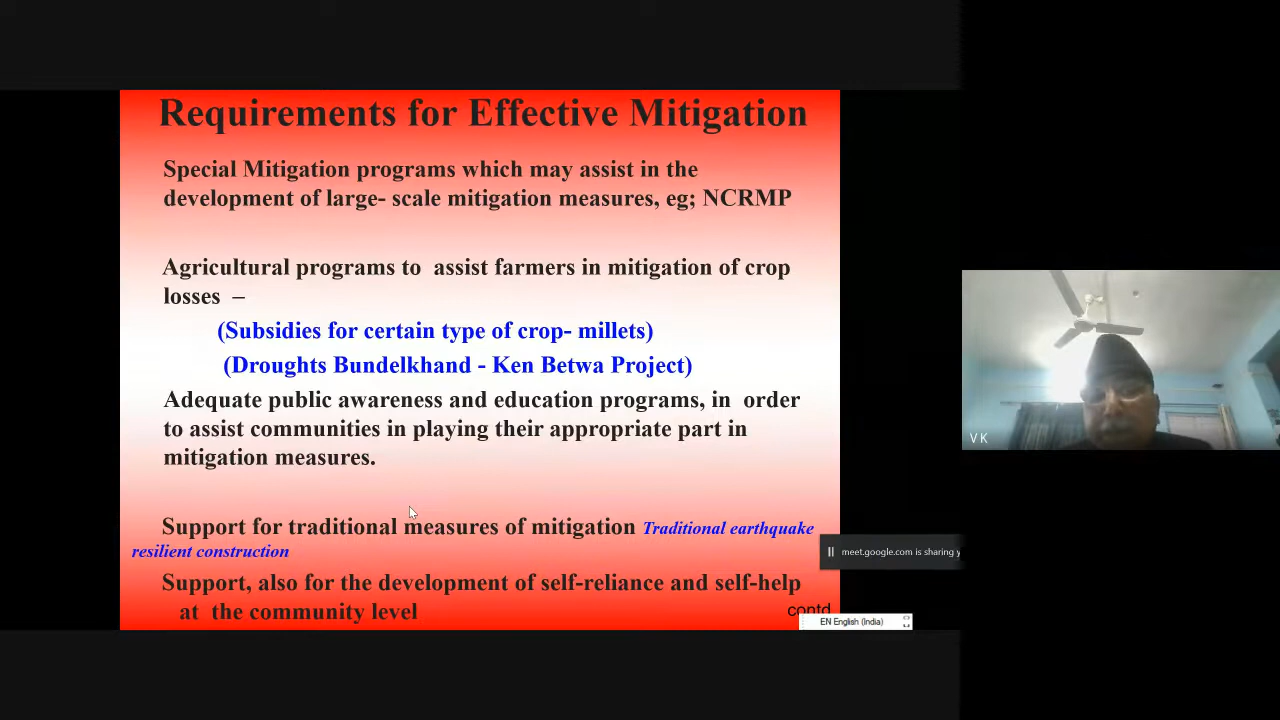 Requirements for Effective Mitigation
Special Mitigation programs which may assist in the
development of large- scale mitigation measures, eg; NCRMP
Agricultural programs to assist farmers in mitigation of crop
losses –
(Subsidies for certain type of crop- millets)
(Droughts Bundelkhand - Ken Betwa Project)
Adequate public awareness and education programs, in order
to assist communities in playing their appropriate part in
mitigation measures.
Support for traditional measures of mitigation Traditional earthquake
resilient construction
Support, also for the development of self-reliance and self-help
at the community level
contd
meet.google.com is sharing y
EN English (India)
V K